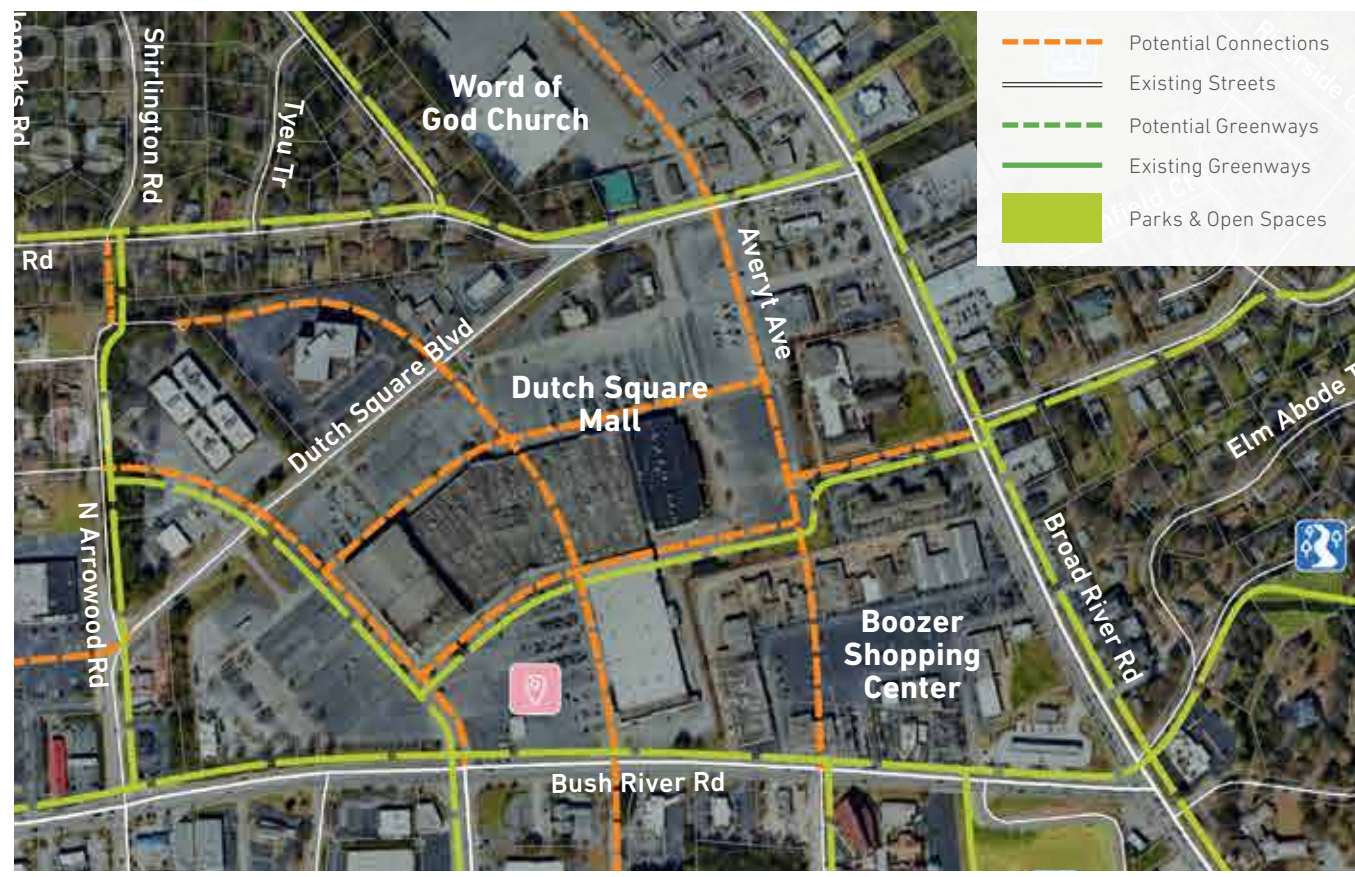 Shirlington Rd
Tyeu Tr
Word of
God Church
Potential Connections
Existing Streets
Potential Greenways
Existing Greenways
Parks & Open Spaces
Rd
Averyt Ave
Dutch Square Blvd
Dutch Square
Mall
Elm Abode T
N Arrowood Rd
Broad River Rd
Boozer
Shopping
Center
Bush River Rd